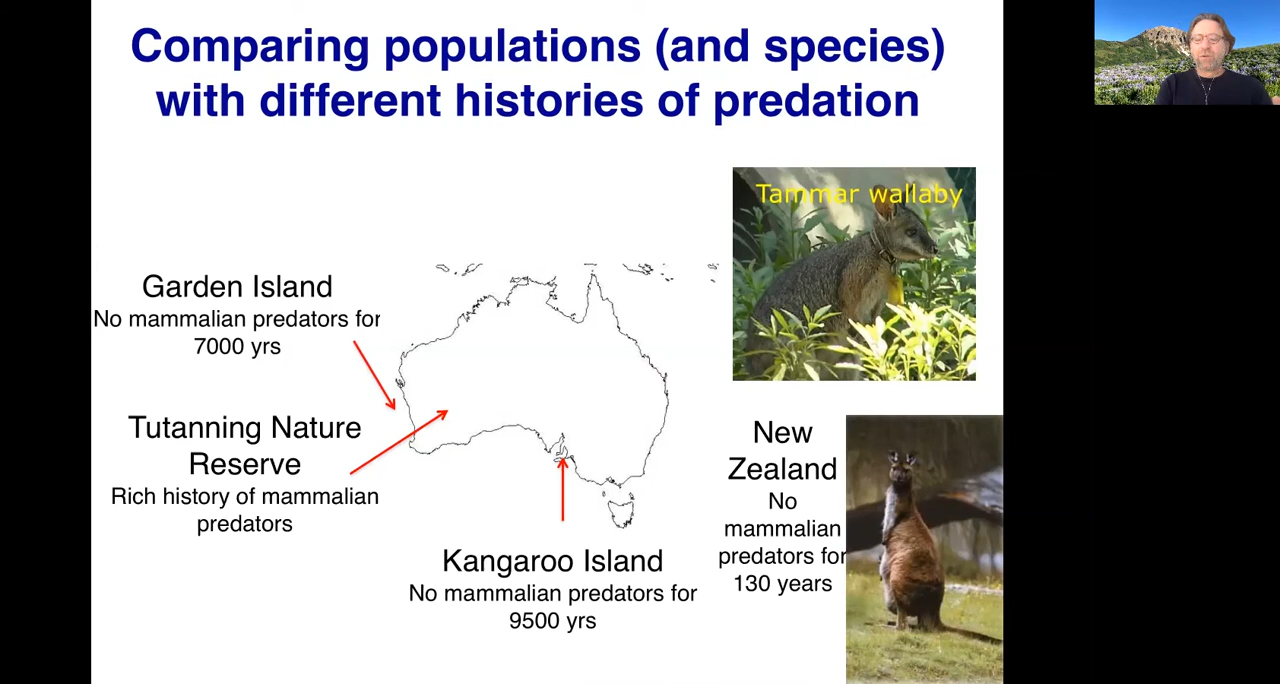 Comparing populations (and species)
with different histories of predation
Tammar wallaby
Garden Island
No mammalian predators for
7000 yrs
Tutanning Nature
Reserve
Rich history of mammalian
predators
Kangaroo Island
No mammalian predators for
9500 yrs
New
Zealand
No
mammalian
predators for
130 years